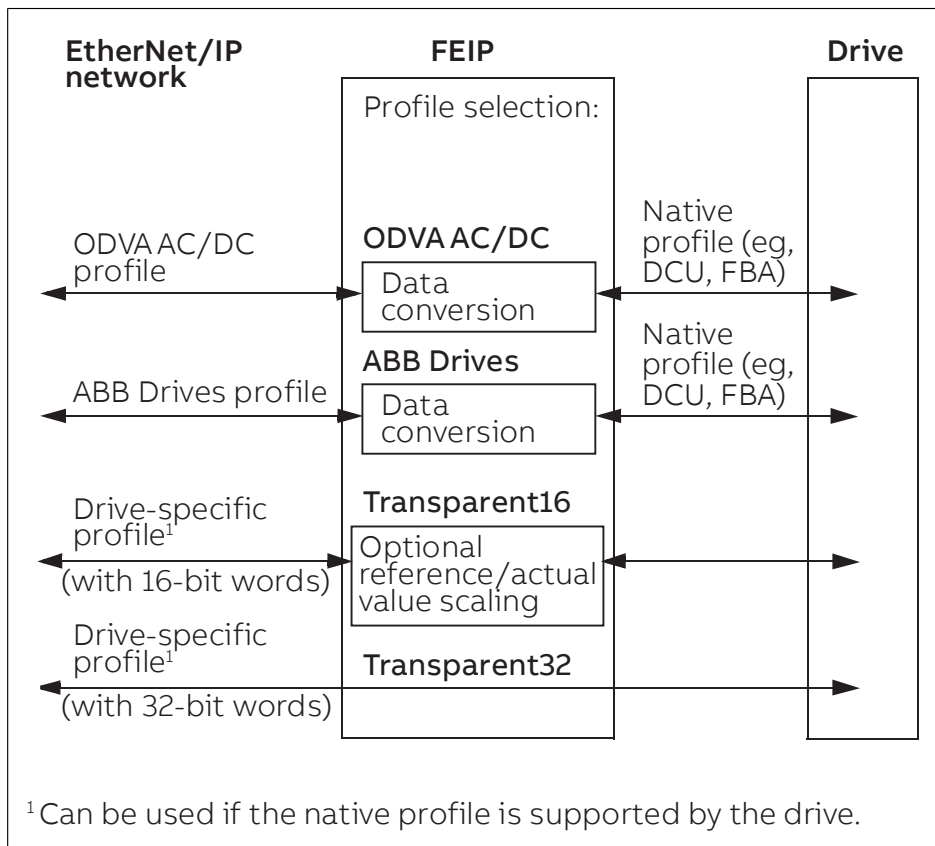 EtherNet/IP
network
FEIP
Drive
Profile selection:
ODVA AC/DC
profile
ODVA AC/DC
Data
conversion
Native
profile (eg,
DCU, FBA)
ABB Drives profile
ABB Drives
Data
conversion
Native
profile (eg,
DCU, FBA)
Drive-specific
profile¹
(with 16-bit words)
Transparent16
Optional
reference/actual
value scaling
Drive-specific
profile¹
(with 32-bit words)
Transparent32
¹ Can be used if the native profile is supported by the drive.